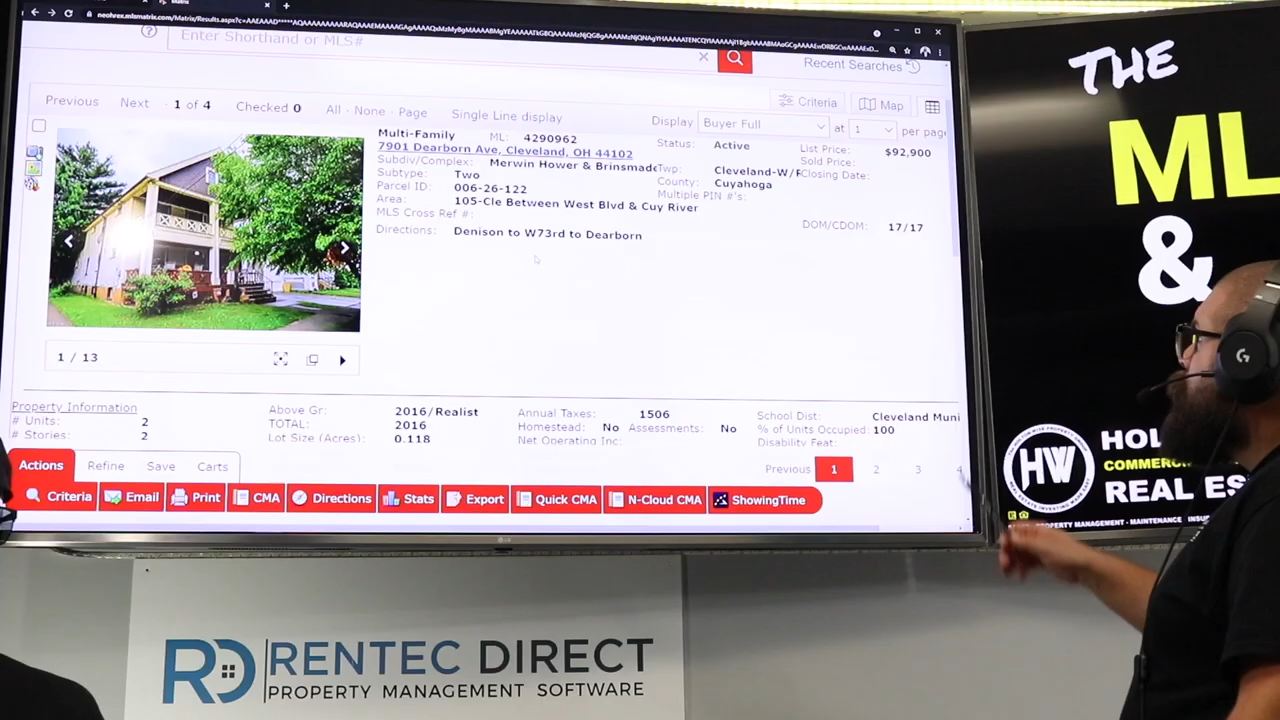 Matrix
Enter Shorthand or MLS#
Recent Searches
Previous Next 1 of 4 Checked 0 All · None · Page Single Line display
Criteria Map
Display Buyer Full at 1 per page
Multi-Family ML: 4290962
7901 Dearborn Ave, Cleveland, OH 44102
Subdiv/Complex: Merwin Hower & Brinsmade
Subtype: Two
Parcel ID: 006-26-122
Area: 105-Cle Between West Blvd & Cuy River
MLS Cross Ref #:
Directions: Denison to W73rd to Dearborn
Status: Active
Twp: Cleveland-W/
County: Cuyahoga
Multiple PIN #'s:
List Price: $92,900
Sold Price:
Closing Date:
DOM/CDOM: 17/17
1 / 13
Property Information
# Units: 2
# Stories: 2
Above Gr: 2016/Realist
TOTAL: 2016
Lot Size (Acres): 0.118
Annual Taxes: 1506
Homestead: No Assessments: No
Net Operating Inc:
School Dist: Cleveland Muni
% of Units Occupied: 100
Disability Feat:
Actions Refine Save Carts
Previous 1 2 3 4
Criteria Email Print CMA Directions Stats Export Quick CMA N-Cloud CMA ShowingTime
LG
THE
ML
&
HW
HOL
COMMERC
REAL ES
PROPERTY MANAGEMENT - MAINTENANCE - INSU
RD RENTEC DIRECT
PROPERTY MANAGEMENT SOFTWARE